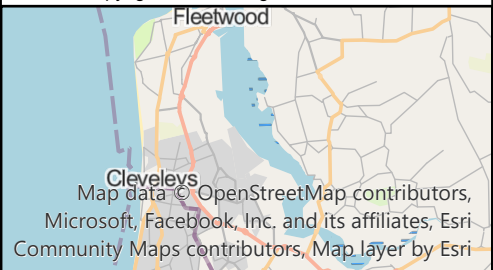 Fleetwood
Cleveleys
Map data © OpenStreetMap contributors,
Microsoft, Facebook, Inc. and its affiliates, Esri
Community Maps contributors, Map layer by Esri